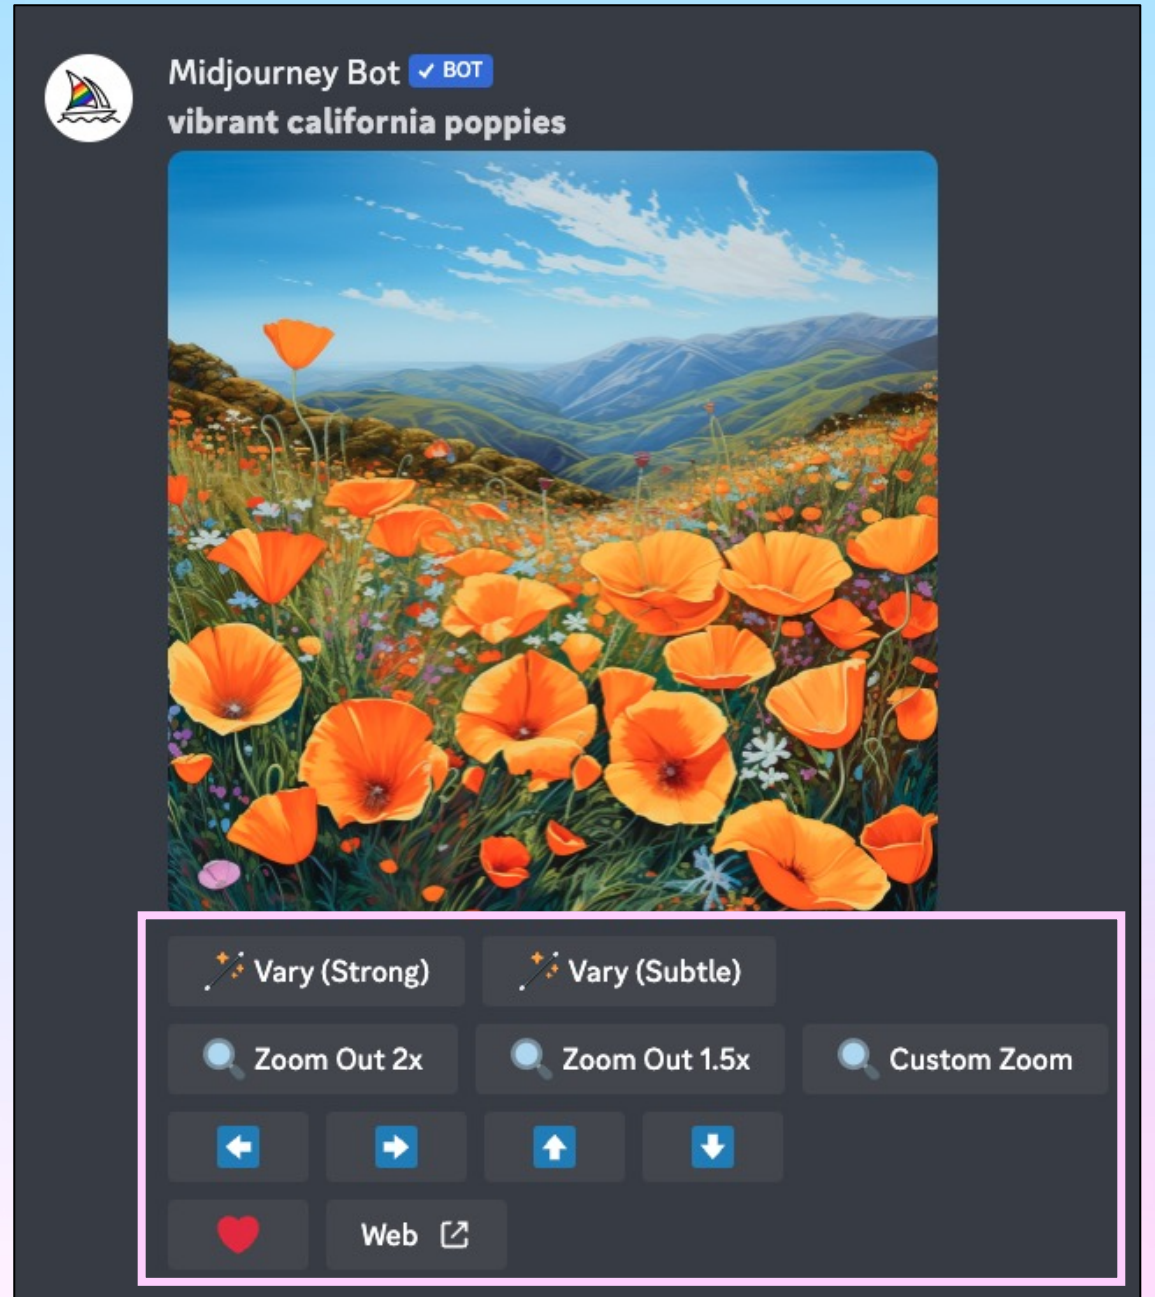 Midjourney Bot ✓ BOT
vibrant california poppies
Vary (Strong) Vary (Subtle)
Zoom Out 2x Zoom Out 1.5x Custom Zoom
Web